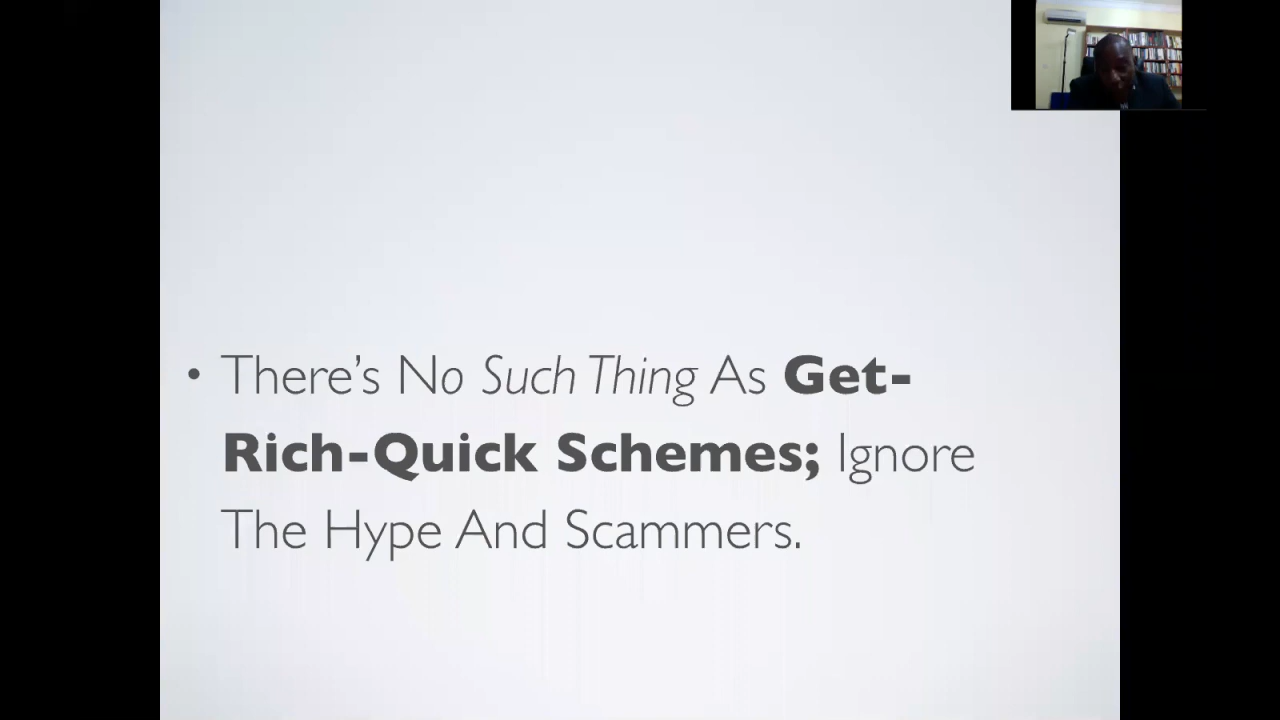 • There's No Such Thing As Get-
Rich-Quick Schemes; Ignore
The Hype And Scammers.